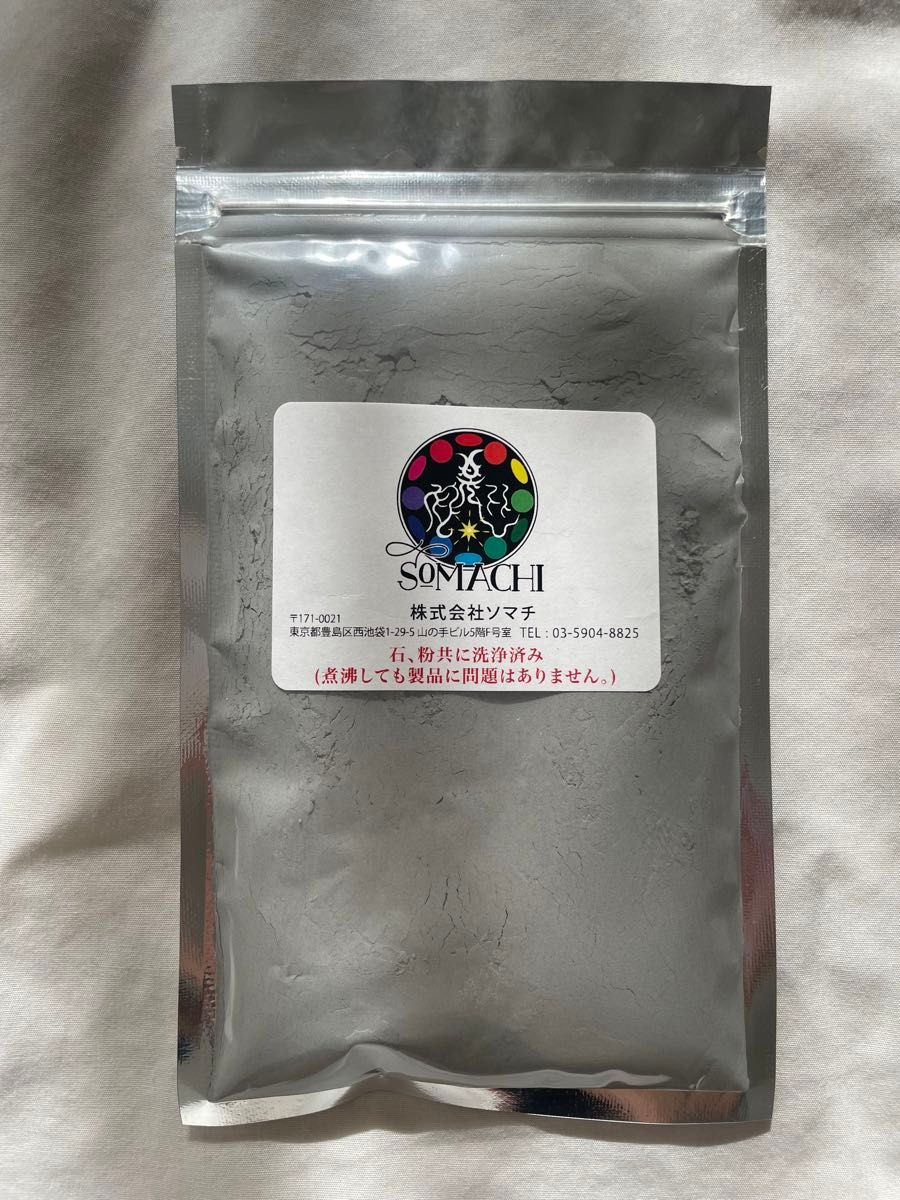 SOMACHI
株式会社ソマチ
〒171-0021
東京都豊島区西池袋1-29-5 山の手ビル5階F号室 TEL : 03-5904-8825
石、粉共に洗浄済み
(煮沸しても製品に問題はありません。)